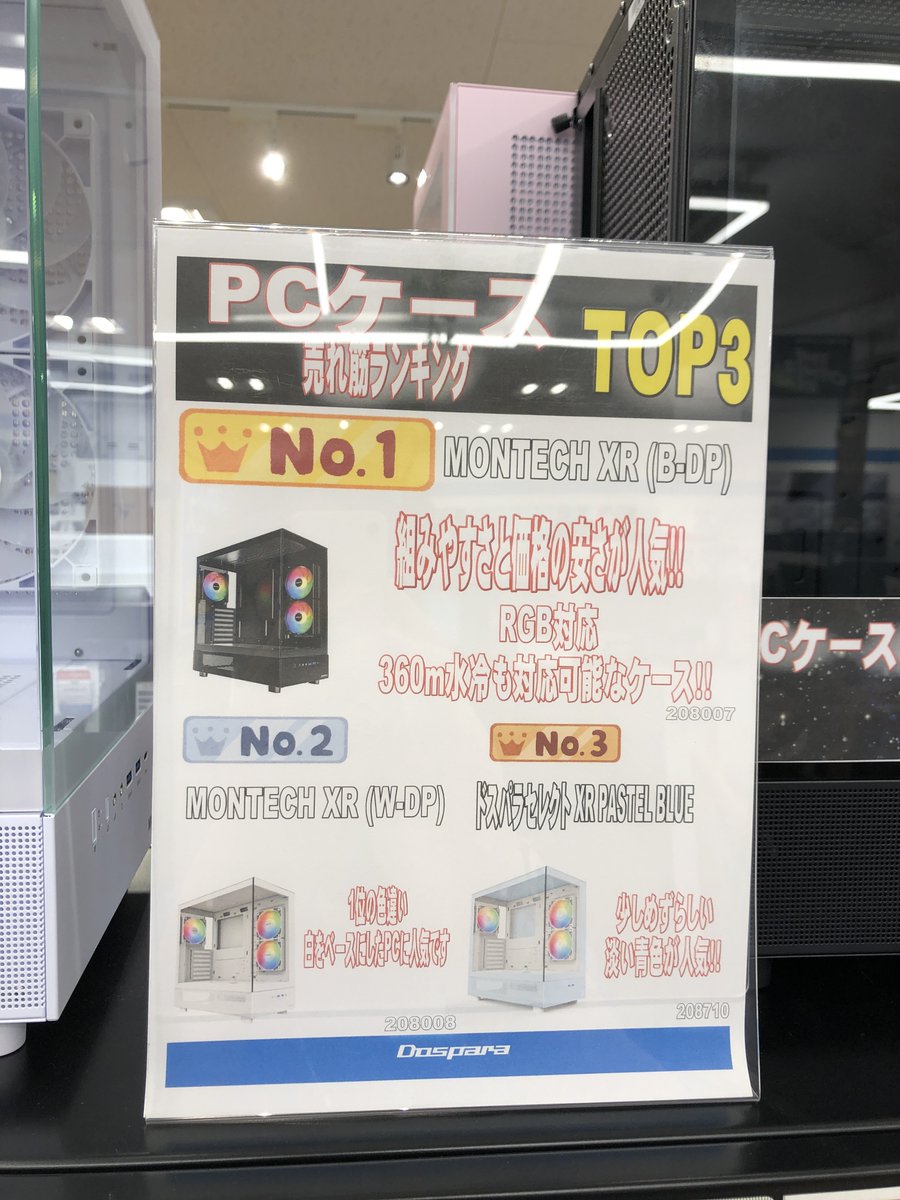 PCケース
売れ筋ランキング
TOP3
No.1
MONTECH XR (B-DP)
組みやすさと価格の安さが人気!!
RGB対応
360m水冷も対応可能なケース!!
208007
No.2
MONTECH XR (W-DP)
1位の色違い
白をベースにしたPCに人気です
208008
No.3
ドスパラセレクト XR PASTEL BLUE
少しめずらしい
淡い青色が人気!!
208710
Dospara
Cケース